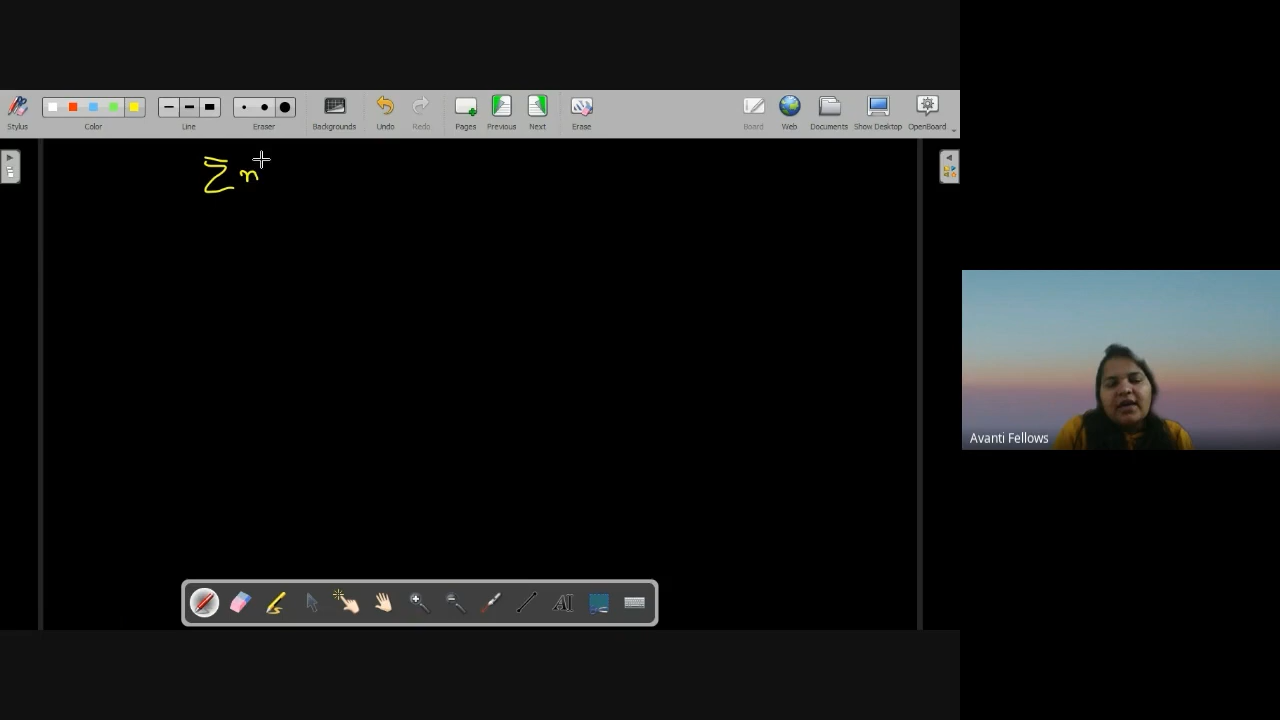 Stylus
Color
Line
Eraser
Backgrounds
Undo
Redo
Pages
Previous
Next
Erase
Board
Web
Documents
Show Desktop
OpenBoard
Σ n
AI
Avanti Fellows